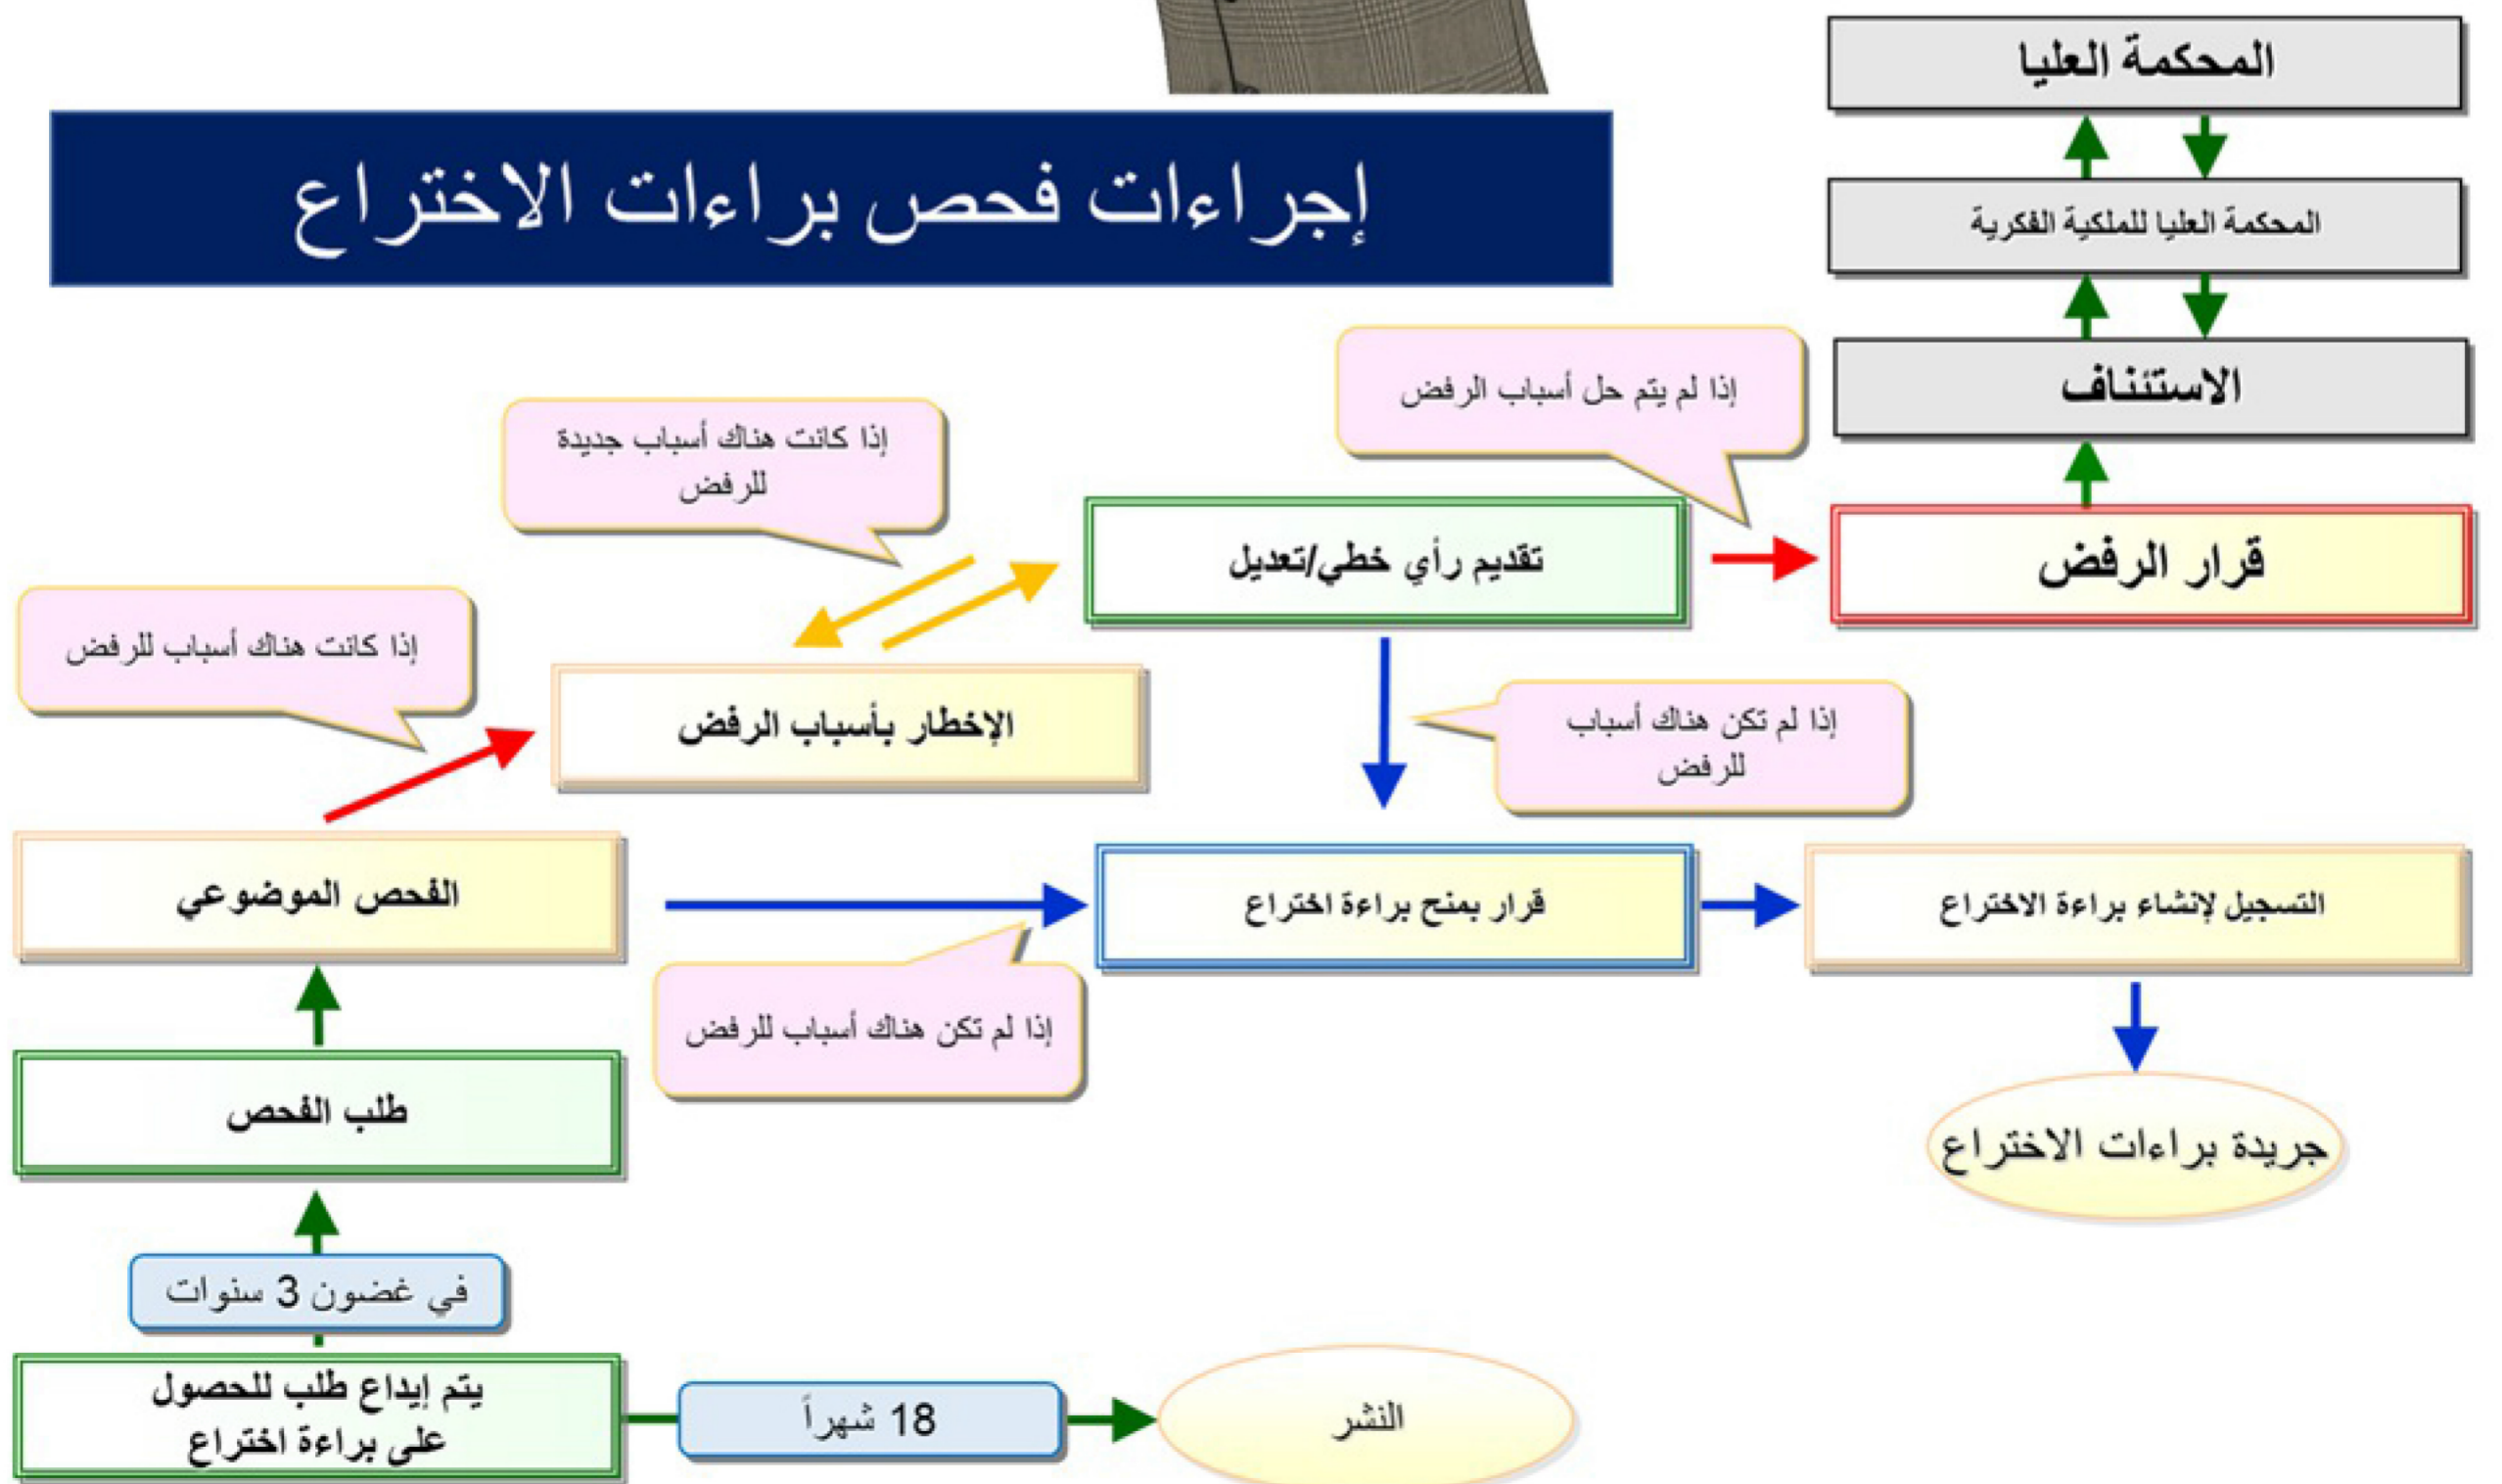 المحكمة العليا
إجراءات فحص براءات الاختراع
المحكمة العليا للملكية الفكرية
الاستئناف
إذا لم يتم حل أسباب الرفض
إذا كانت هناك أسباب جديدة
للرفض
قرار الرفض
تقديم رأي خطي/تعديل
إذا كانت هناك أسباب للرفض
الإخطار بأسباب الرفض
إذا لم تكن هناك أسباب
للرفض
الفحص الموضوعي
قرار بمنح براءة اختراع
التسجيل لإنشاء براءة الاختراع
إذا لم تكن هناك أسباب للرفض
طلب الفحص
جريدة براءات الاختراع
في غضون 3 سنوات
يتم إيداع طلب للحصول
على براءة اختراع
18 شهراً
النشر